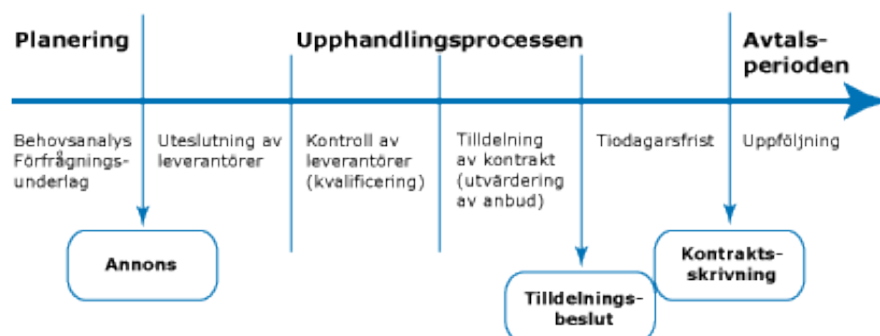 Planering
Upphandlingsprocessen
Avtals-
perioden
Behovsanalys
Förfrågnings-
underlag
Uteslutning av
leverantörer
Kontroll av
leverantörer
(kvalificering)
Tilldelning
av kontrakt
(utvärdering
av anbud)
Tiodagarsfrist
Uppföljning
Annons
Tilldelnings-
beslut
Kontrakts-
skrivning